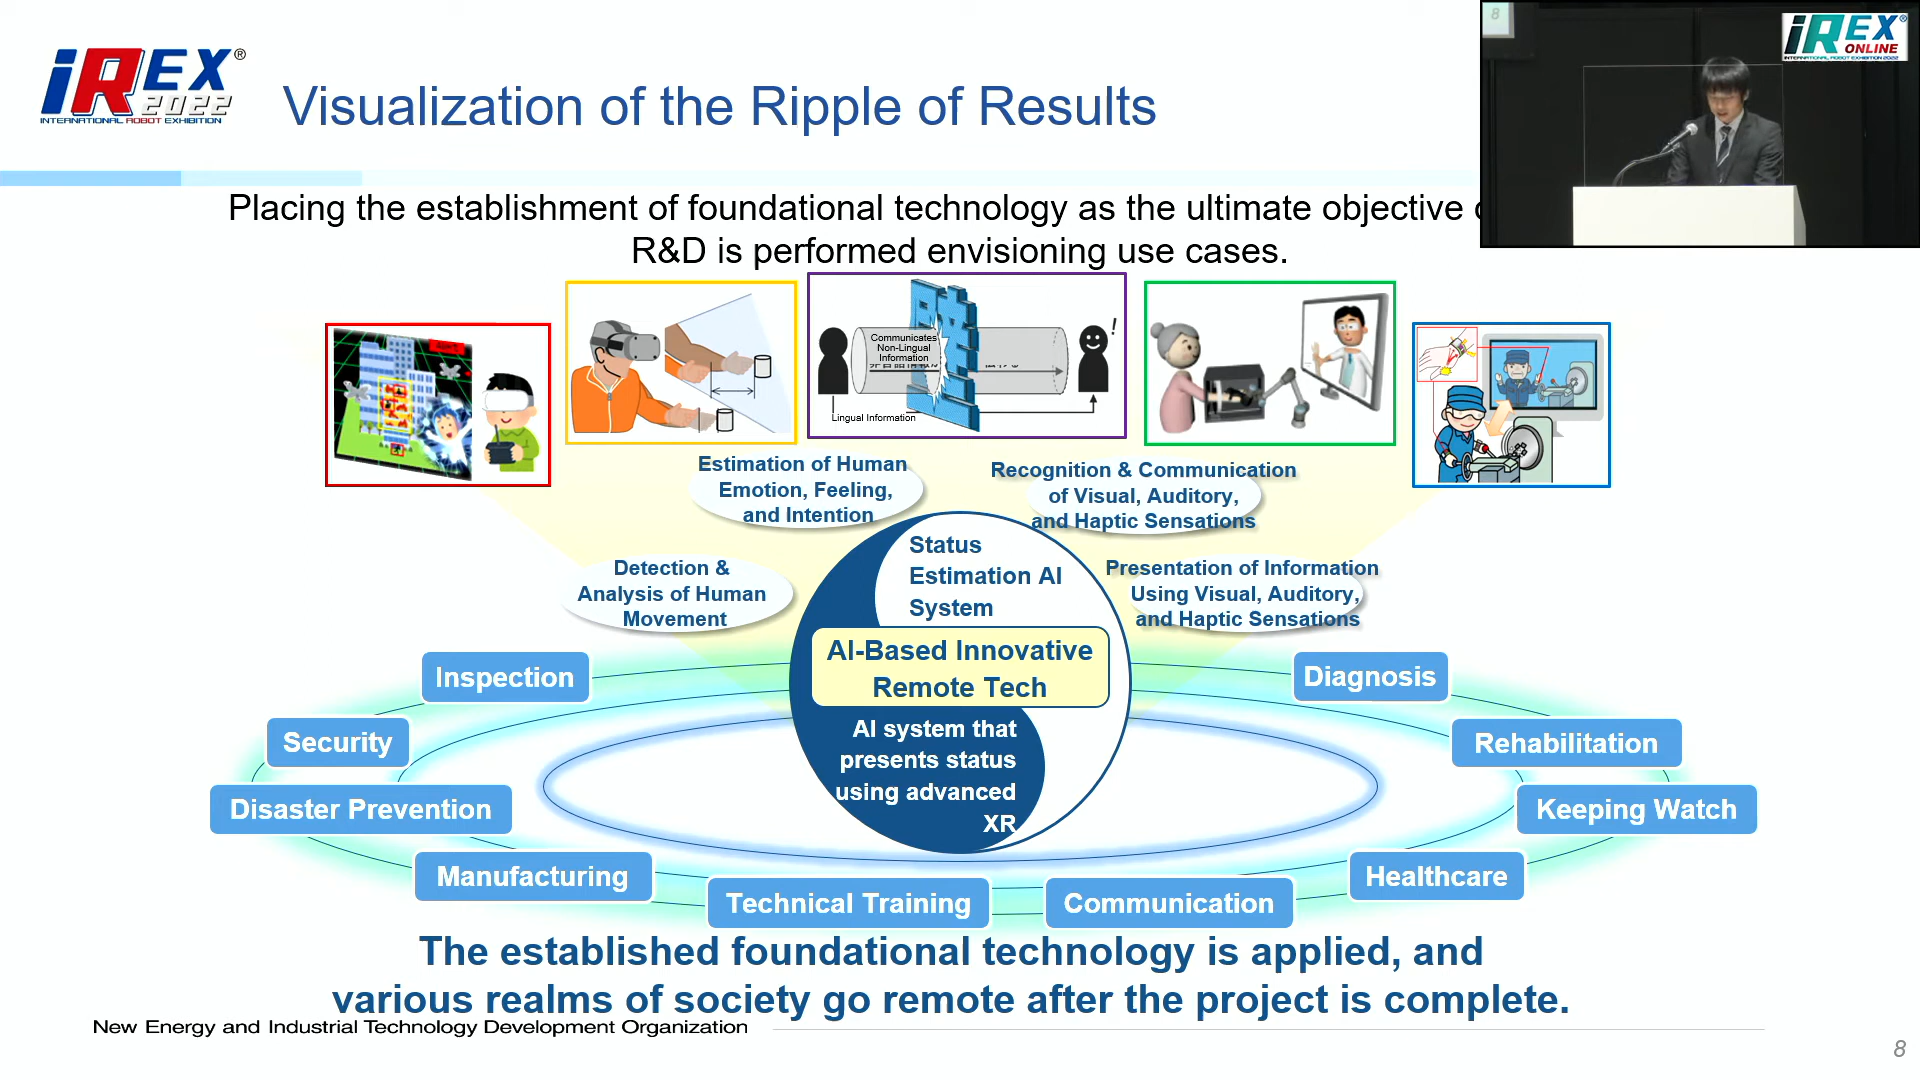 iREX®
2022
INTERNATIONAL ROBOT EXHIBITION
Visualization of the Ripple of Results
8
iREX®
ONLINE
INTERNATIONAL ROBOT EXHIBITION 2022
Placing the establishment of foundational technology as the ultimate objective
R&D is performed envisioning use cases.
Communicates
Non-Lingual
Information
Lingual Information
!
Estimation of Human
Emotion, Feeling,
and Intention
Recognition & Communication
of Visual, Auditory,
and Haptic Sensations
Detection &
Analysis of Human
Movement
Presentation of Information
Using Visual, Auditory,
and Haptic Sensations
Status
Estimation AI
System
AI-Based Innovative
Remote Tech
AI system that
presents status
using advanced
XR
Inspection
Diagnosis
Security
Rehabilitation
Disaster Prevention
Keeping Watch
Manufacturing
Healthcare
Technical Training
Communication
The established foundational technology is applied, and
various realms of society go remote after the project is complete.
New Energy and Industrial Technology Development Organization
8